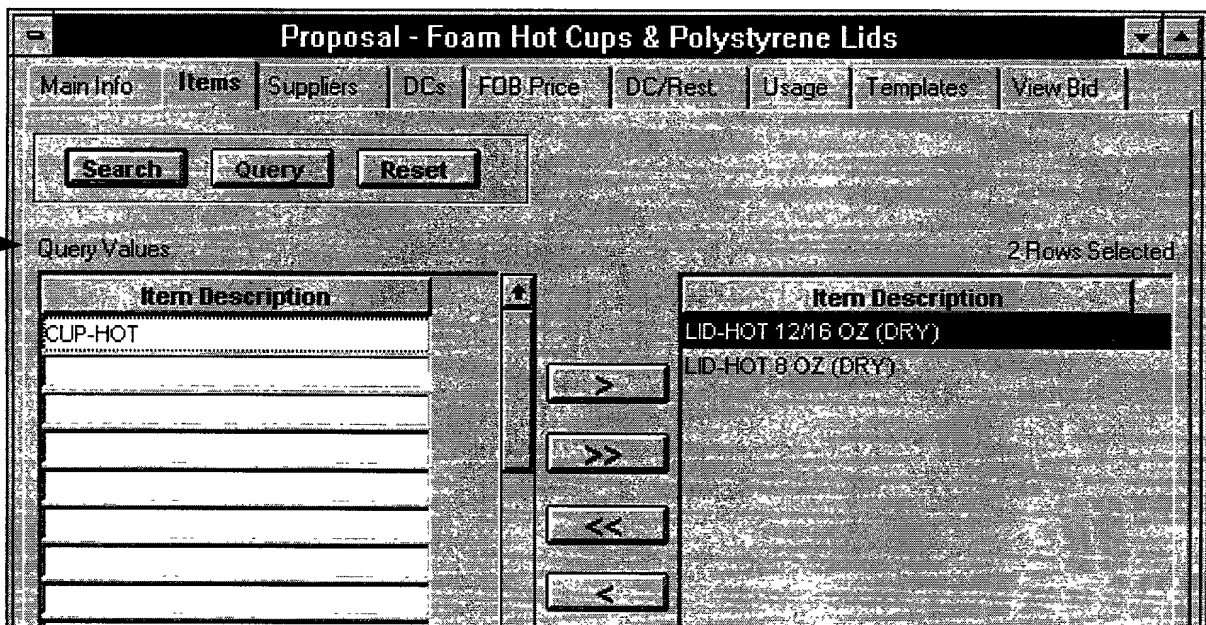 Proposal - Foam Hot Cups & Polystyrene Lids
Main Info Items Suppliers DCs FOB Price DC/Rest. Usage Templates View Bid
Search Query Reset
Query Values 2 Rows Selected
Item Description Item Description
CUP-HOT LID-HOT 12/16 OZ (DRY)
LID-HOT 8 OZ (DRY)
>
>>
<<
<